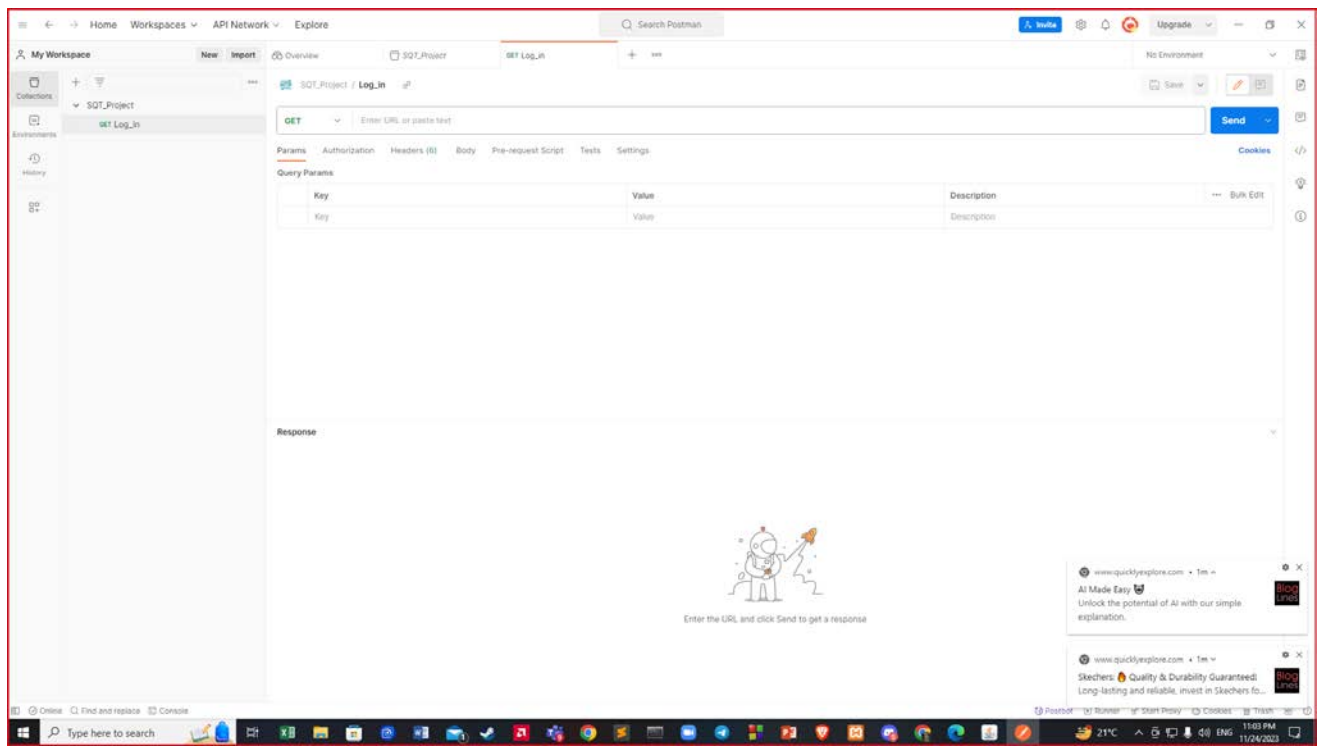 Home Workspaces API Network Explore Search Postman Invite Upgrade
My Workspace New Import Overview SQT_Project GET Log_in No Environment
Collections
SQT_Project / Log_in Save
SQT_Project
GET Log_in
GET Enter URL or paste text Send
Environments
Params Authorization Headers (6) Body Pre-request Script Tests Settings Cookies
History
Query Params
Key Value Description Bulk Edit
Key Value Description
Response
Enter the URL and click Send to get a response
www.quicklyexplore.com • 1m
AI Made Easy
Unlock the potential of AI with our simple
explanation.
Blog Lines
www.quicklyexplore.com • 1m
Skechers: Quality & Durability Guaranteed!
Long-lasting and reliable, invest in Skechers fo...
Blog Lines
Online Find and replace Console Postbot Runner Start Proxy Cookies Trash
Type here to search 21°C ENG 11:03 PM
11/24/2023